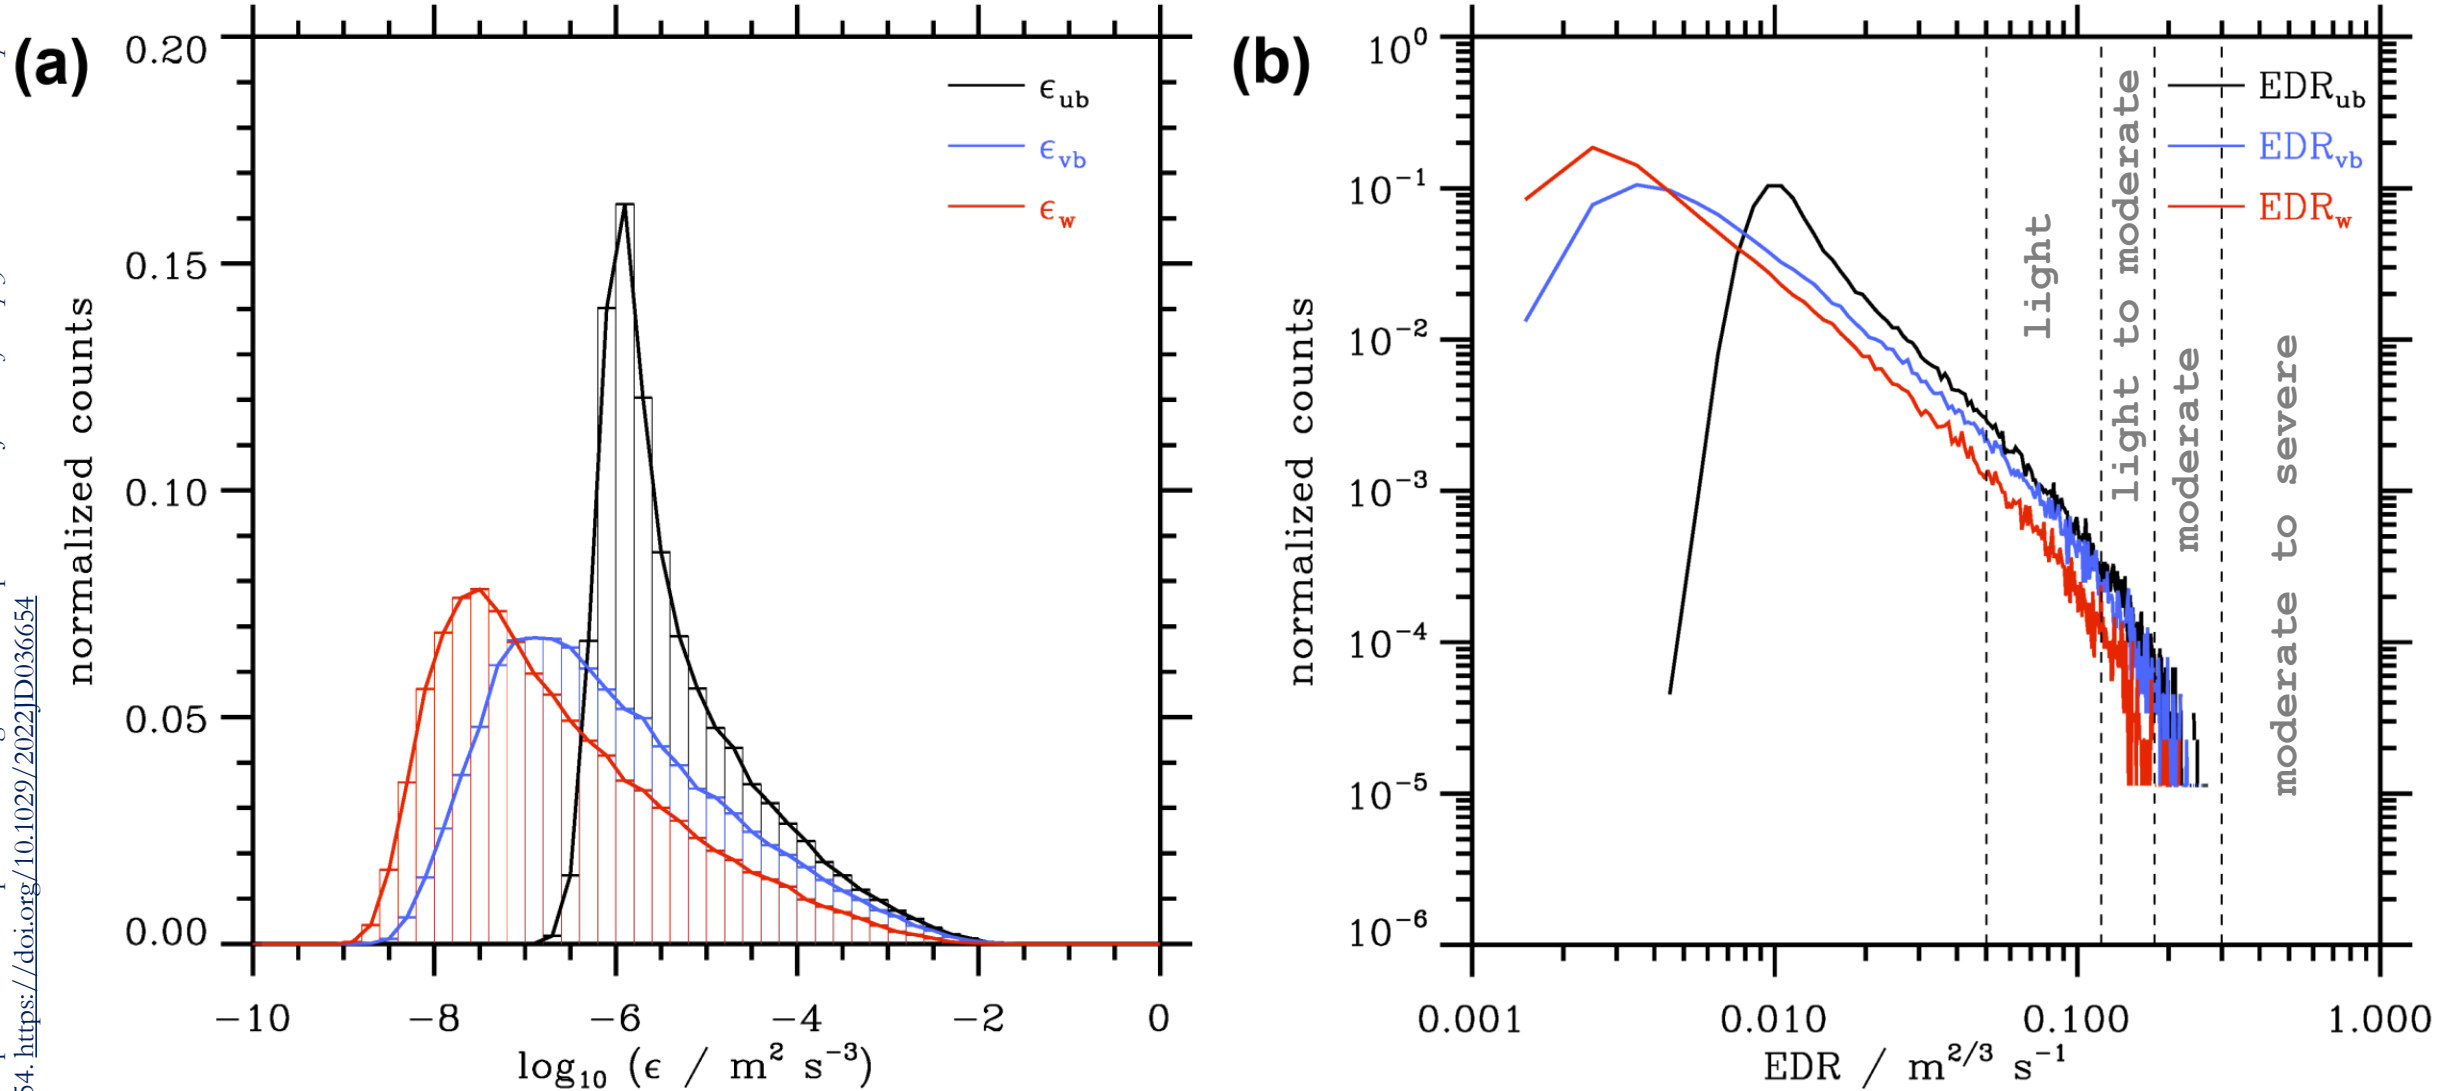 (a)
0.20
0.15
0.10
0.05
0.00
normalized counts
ϵub
ϵvb
ϵw
−10 −8 −6 −4 −2 0
log10 (ϵ / m² s⁻³)
(b)
10⁰
10⁻¹
10⁻²
10⁻³
10⁻⁴
10⁻⁵
10⁻⁶
normalized counts
EDRub
EDRvb
EDRw
light
light to moderate
moderate
moderate to severe
0.001 0.010 0.100 1.000
EDR / m²ᐟ³ s⁻¹
54. https://doi.org/10.1029/2022JD036654